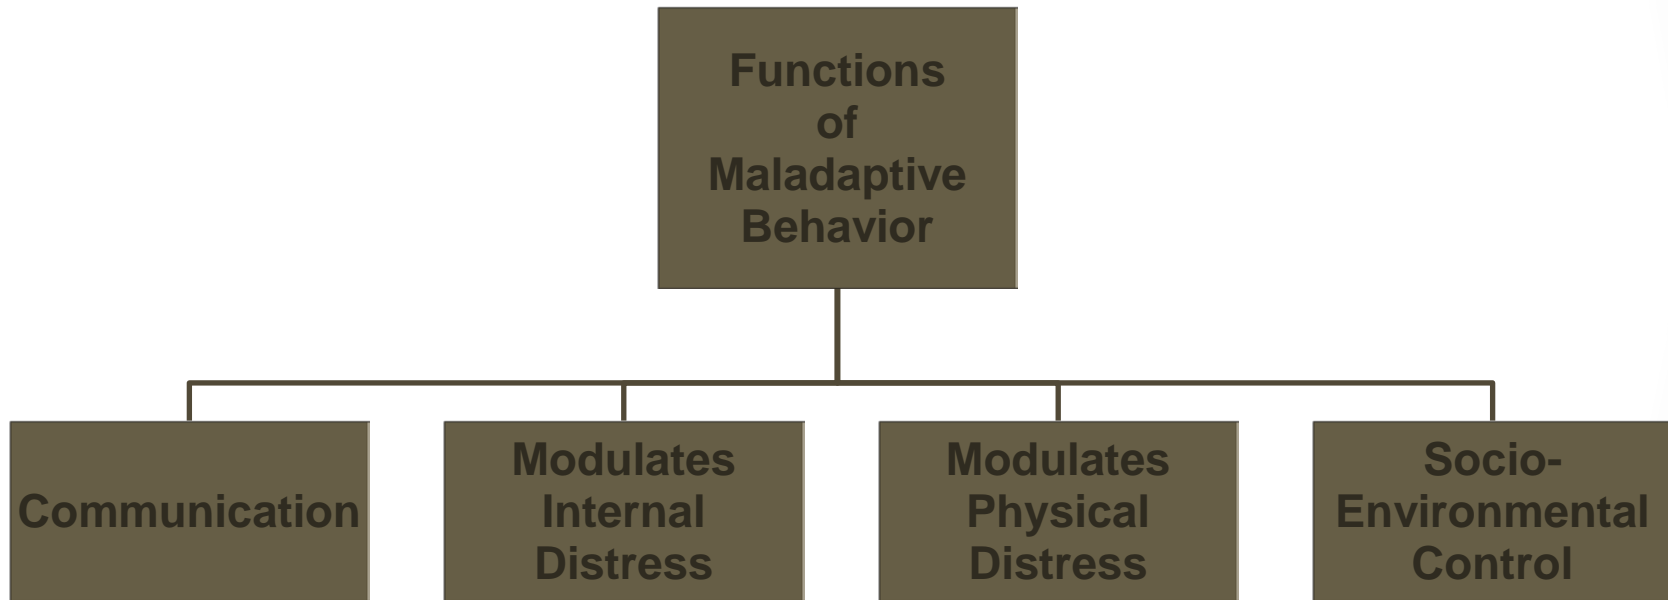 Functions
of
Maladaptive
Behavior
Communication
Modulates
Internal
Distress
Modulates
Physical
Distress
Socio-
Environmental
Control